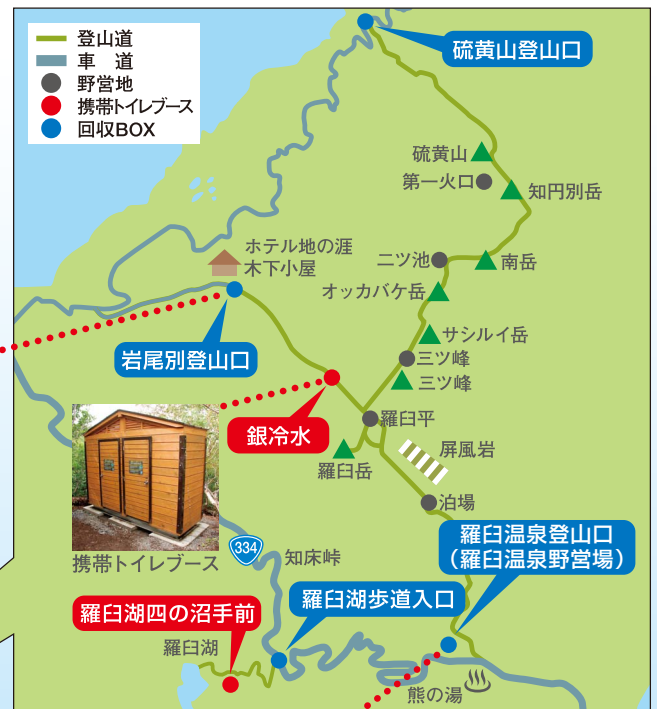 登山道
車　道
野営地
携帯トイレブース
回収BOX
硫黄山登山口
硫黄山
第一火口
知円別岳
ホテル地の涯
木下小屋
二ツ池
南岳
オッカバケ岳
サシルイ岳
岩尾別登山口
三ツ峰
三ツ峰
銀冷水
羅臼平
屏風岩
羅臼岳
泊場
334
羅臼温泉登山口
（羅臼温泉野営場）
携帯トイレブース
知床峠
羅臼湖歩道入口
羅臼湖四の沼手前
羅臼湖
熊の湯